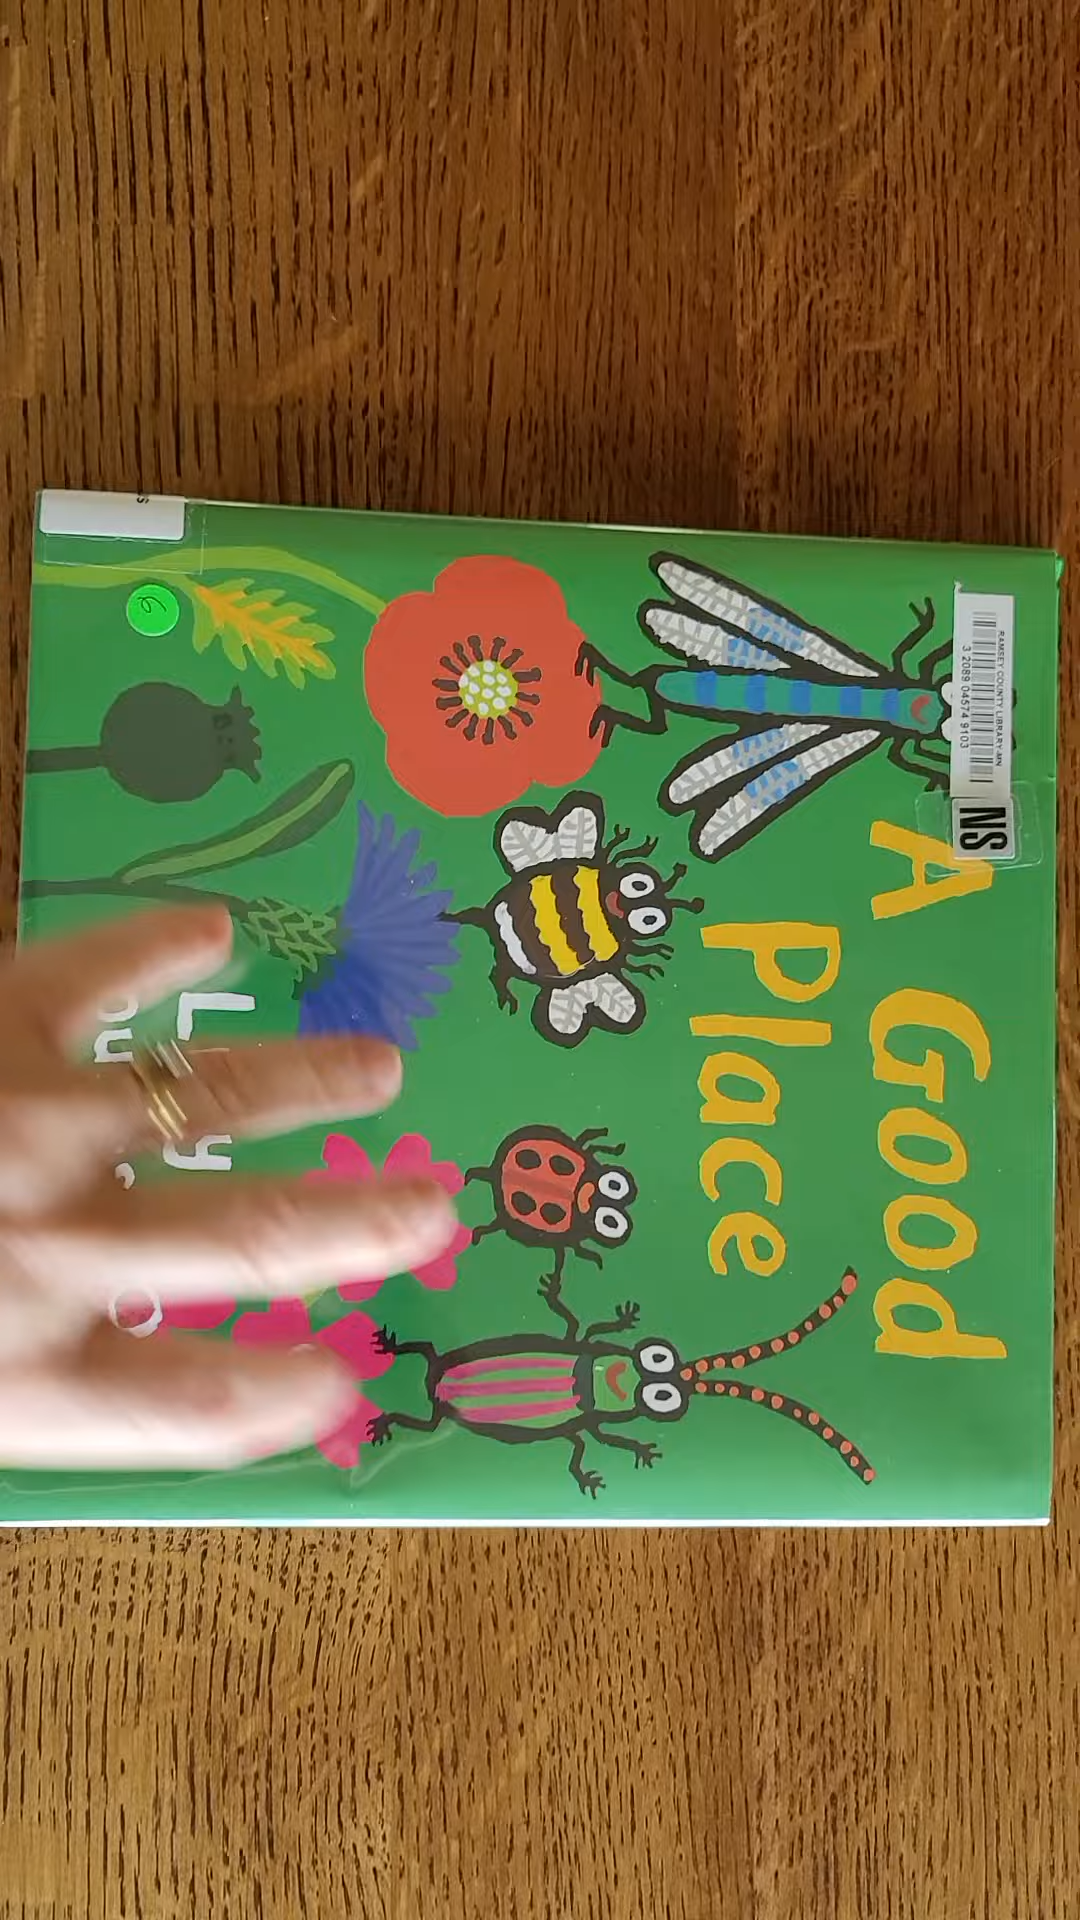 A Good
Place
RAMSEY COUNTY LIBRARY-MN
3 2089 04574 9103
NS
6